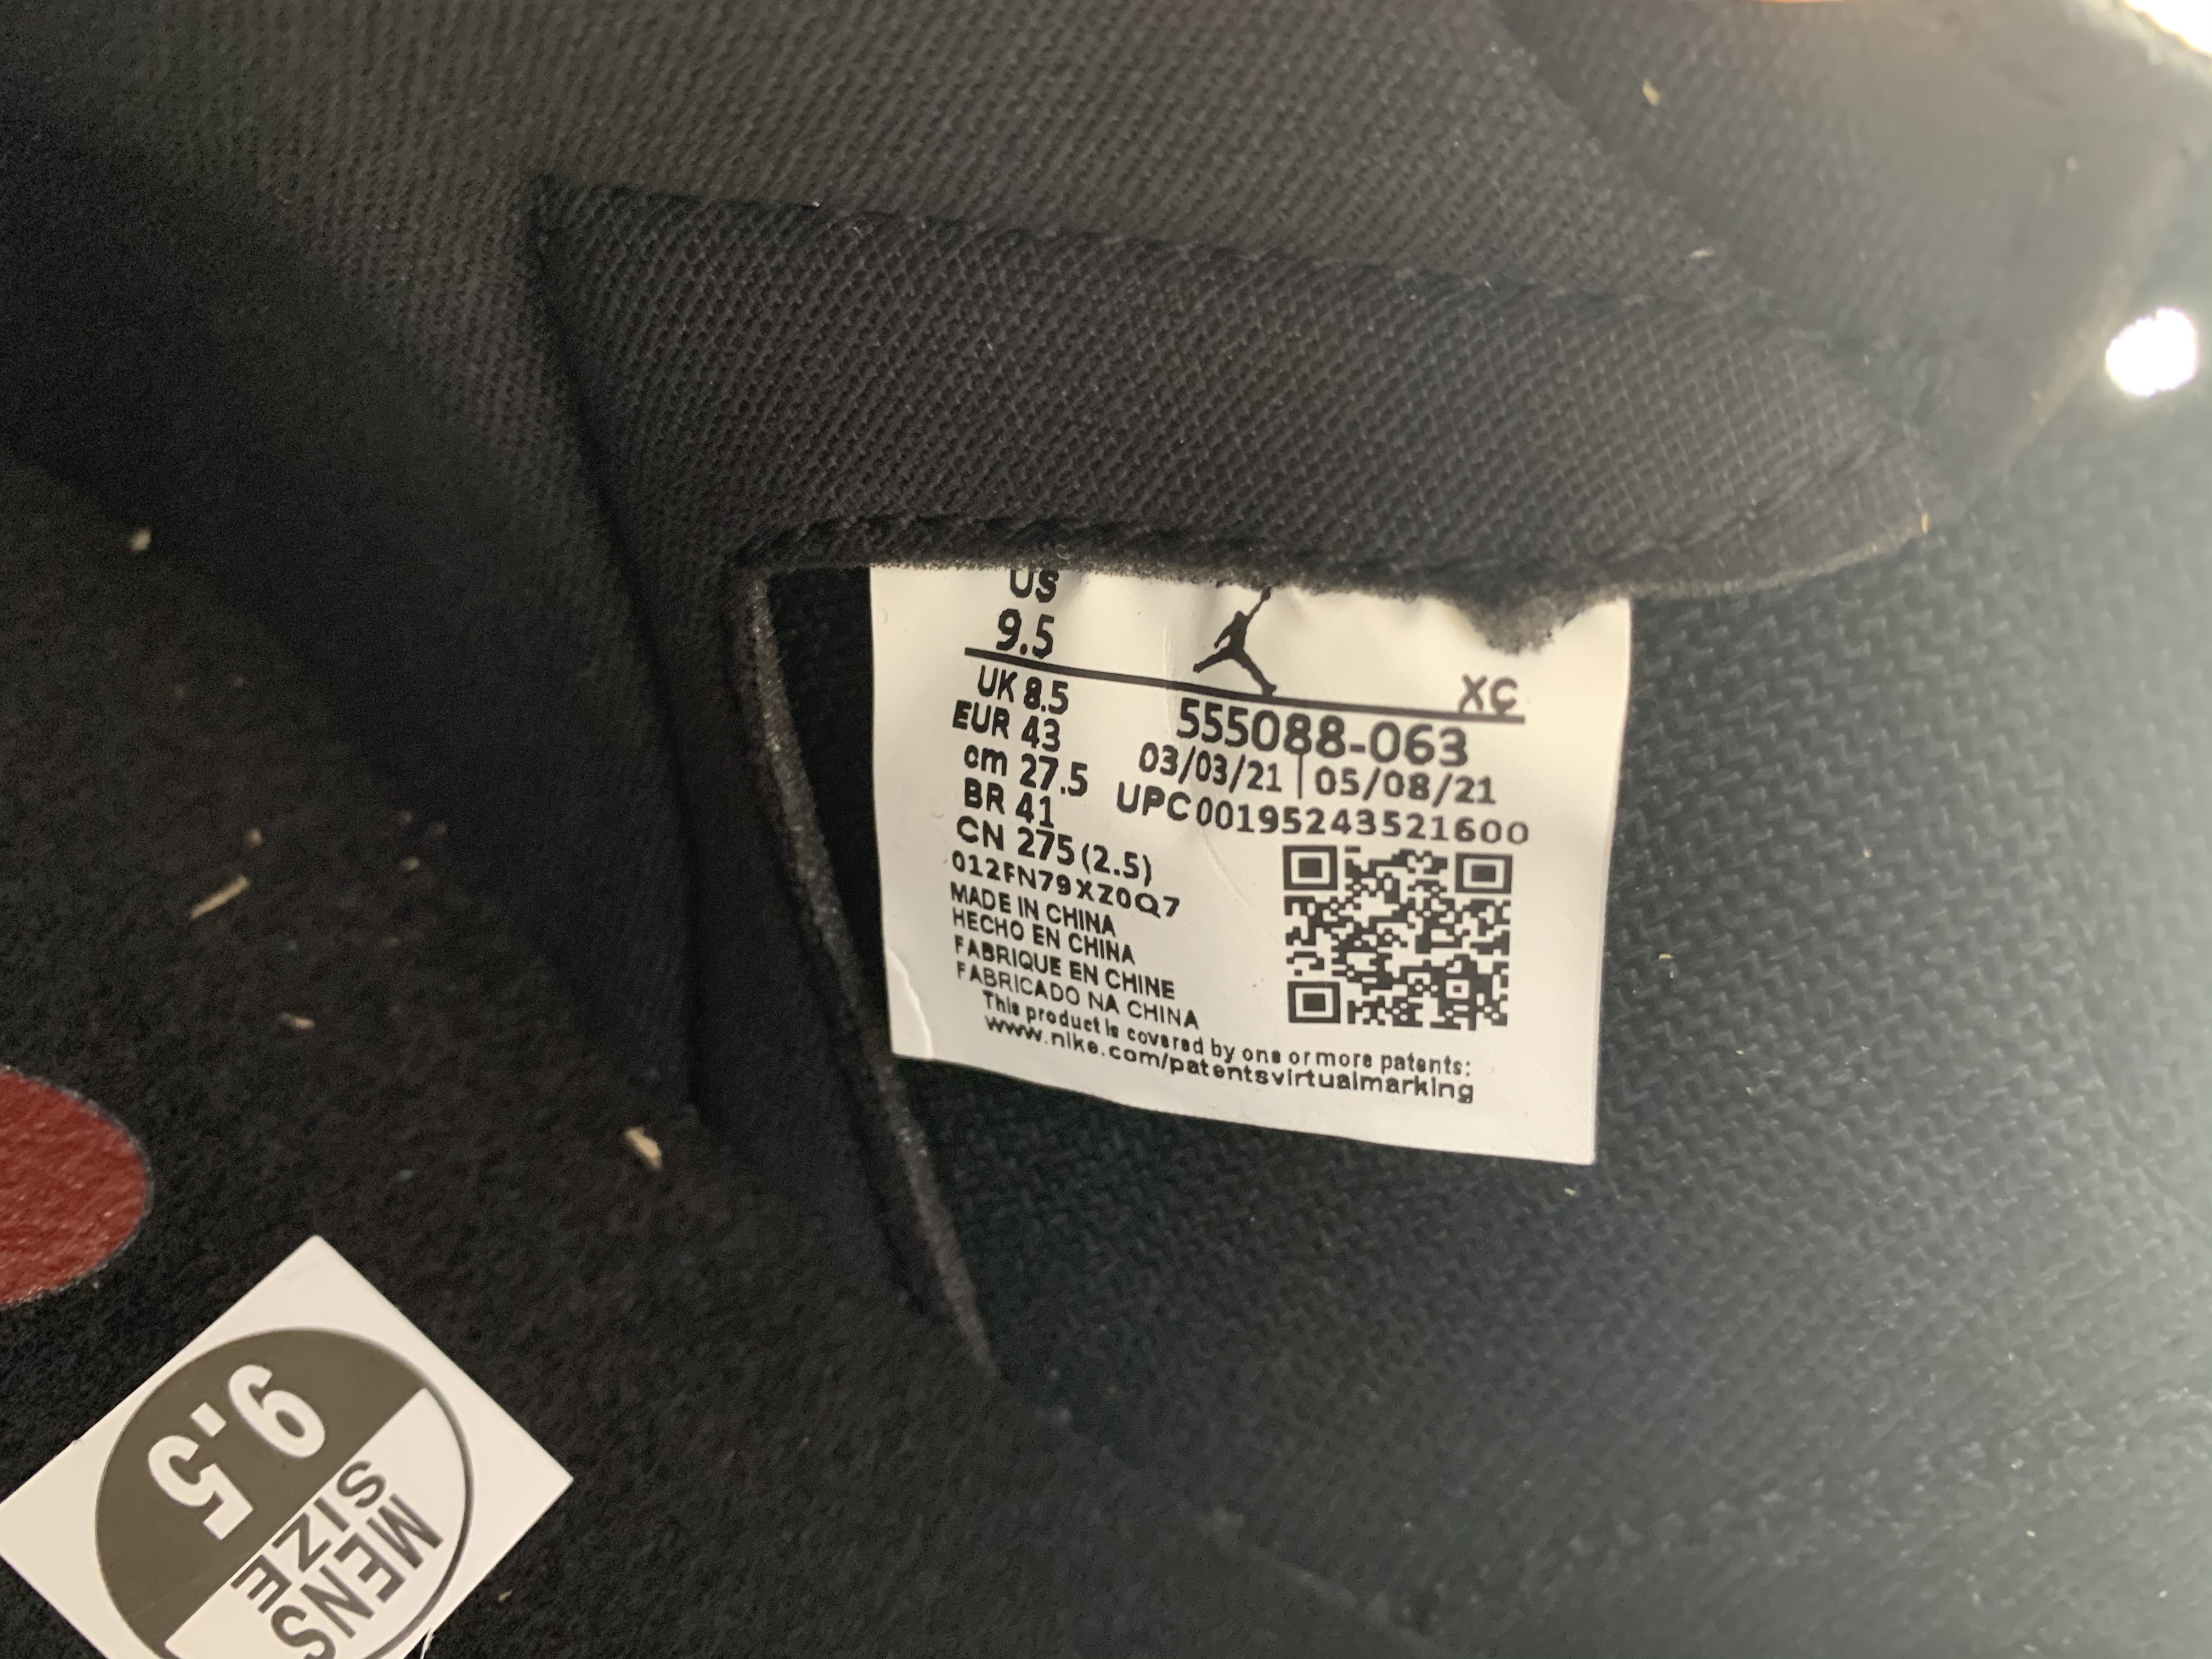 US
9.5
XC
UK 8.5
EUR 43
cm 27.5
BR 41
CN 275(2.5)
012FN79XZ0Q7
555088-063
03/03/21 | 05/08/21
UPC00195243521600
MADE IN CHINA
HECHO EN CHINA
FABRIQUE EN CHINE
FABRICADO NA CHINA
This product is covered by one or more patents:
www.nike.com/patentsvirtualmarking
9.5
SIZE
MENS